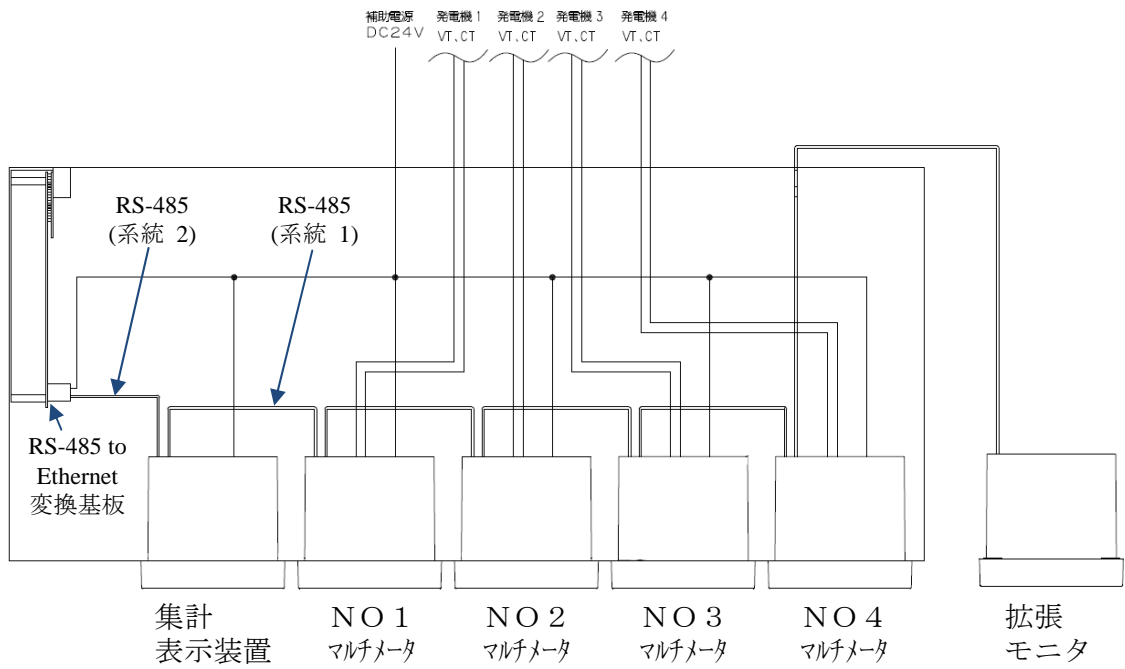 補助電源
DC24V
発電機1
VT、CT
発電機2
VT、CT
発電機3
VT、CT
発電機4
VT、CT
RS-485
(系統 2)
RS-485
(系統 1)
RS-485 to
Ethernet
変換基板
集計
表示装置
NO1
マルチメータ
NO2
マルチメータ
NO3
マルチメータ
NO4
マルチメータ
拡張
モニタ